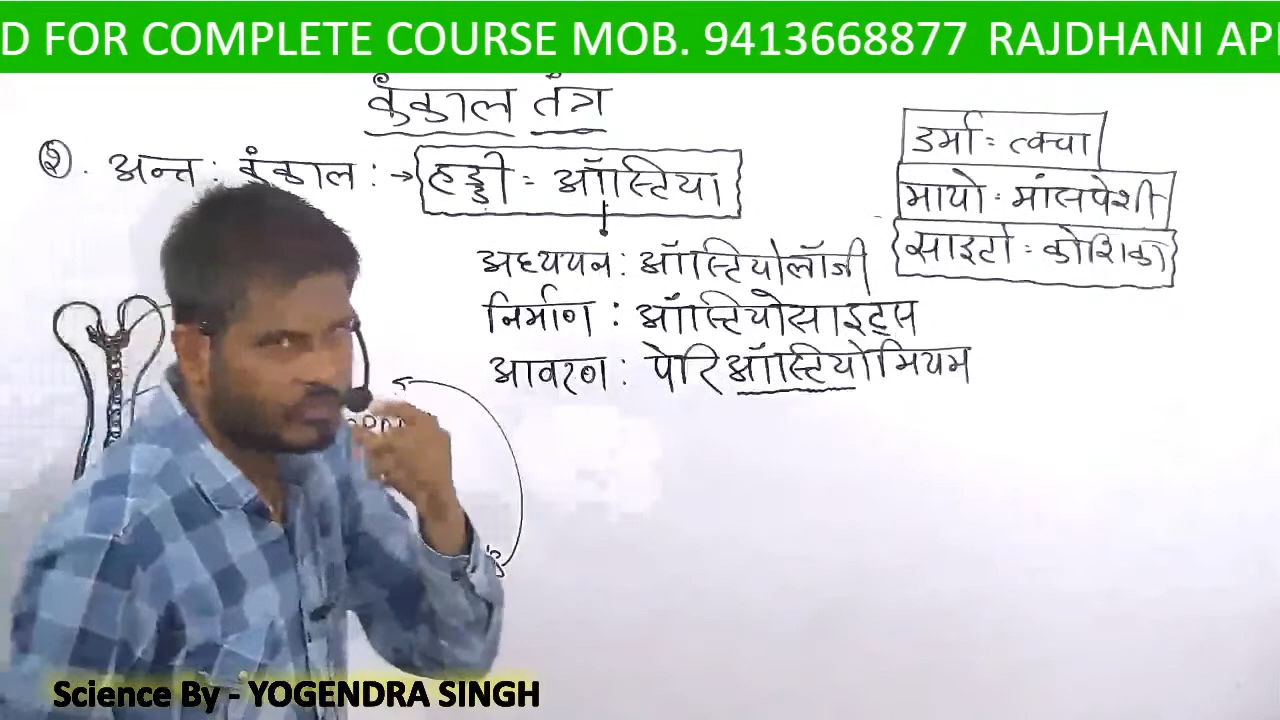 D FOR COMPLETE COURSE MOB. 9413668877 RAJDHANI AP
कंकाल तंत्र
२. अन्तः कंकाल : → हड्डी = ऑस्टिया
अध्ययन : ऑस्टियोलॉजी
निर्माण : ऑस्टियोसाइट्स
आवरण : पेरिऑस्टियोमियम
डर्मा = त्वचा
मायो = मांसपेशी
साइटो = कोशिका
Science By - YOGENDRA SINGH